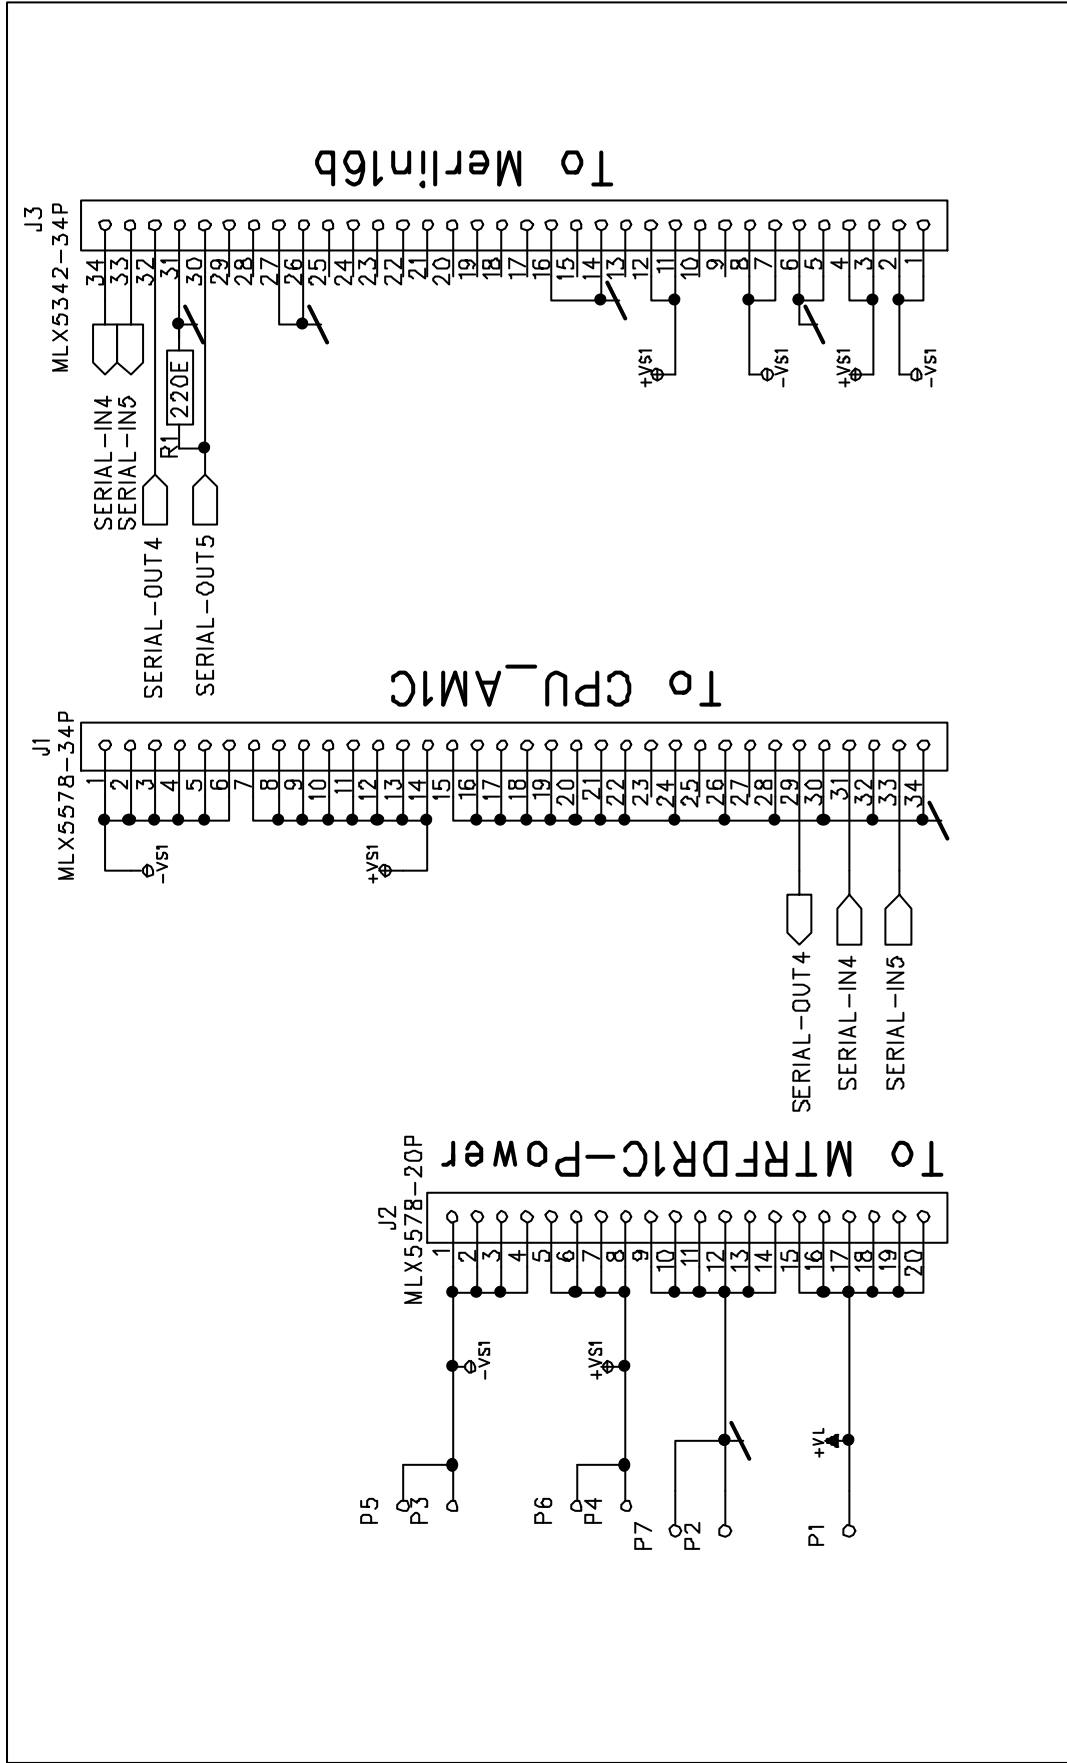 To Merlin16b
J3
MLX5342-34P
34
33
32
31
30
29
28
27
26
25
24
23
22
21
20
19
18
17
16
15
14
13
12
11
10
9
8
7
6
5
4
3
2
1
SERIAL-IN4
SERIAL-IN5
SERIAL-OUT4
SERIAL-OUT5
R1
220E
+VS1
-VS1
+VS1
-VS1
To CPU_AM1C
J1
MLX5578-34P
1
2
3
4
5
6
7
8
9
10
11
12
13
14
15
16
17
18
19
20
21
22
23
24
25
26
27
28
29
30
31
32
33
34
-VS1
+VS1
SERIAL-OUT4
SERIAL-IN4
SERIAL-IN5
To MTRFDR1C-Power
J2
MLX5578-20P
1
2
3
4
5
6
7
8
9
10
11
12
13
14
15
16
17
18
19
20
-VS1
+VS1
+VL
P5
P3
P6
P4
P7
P2
P1